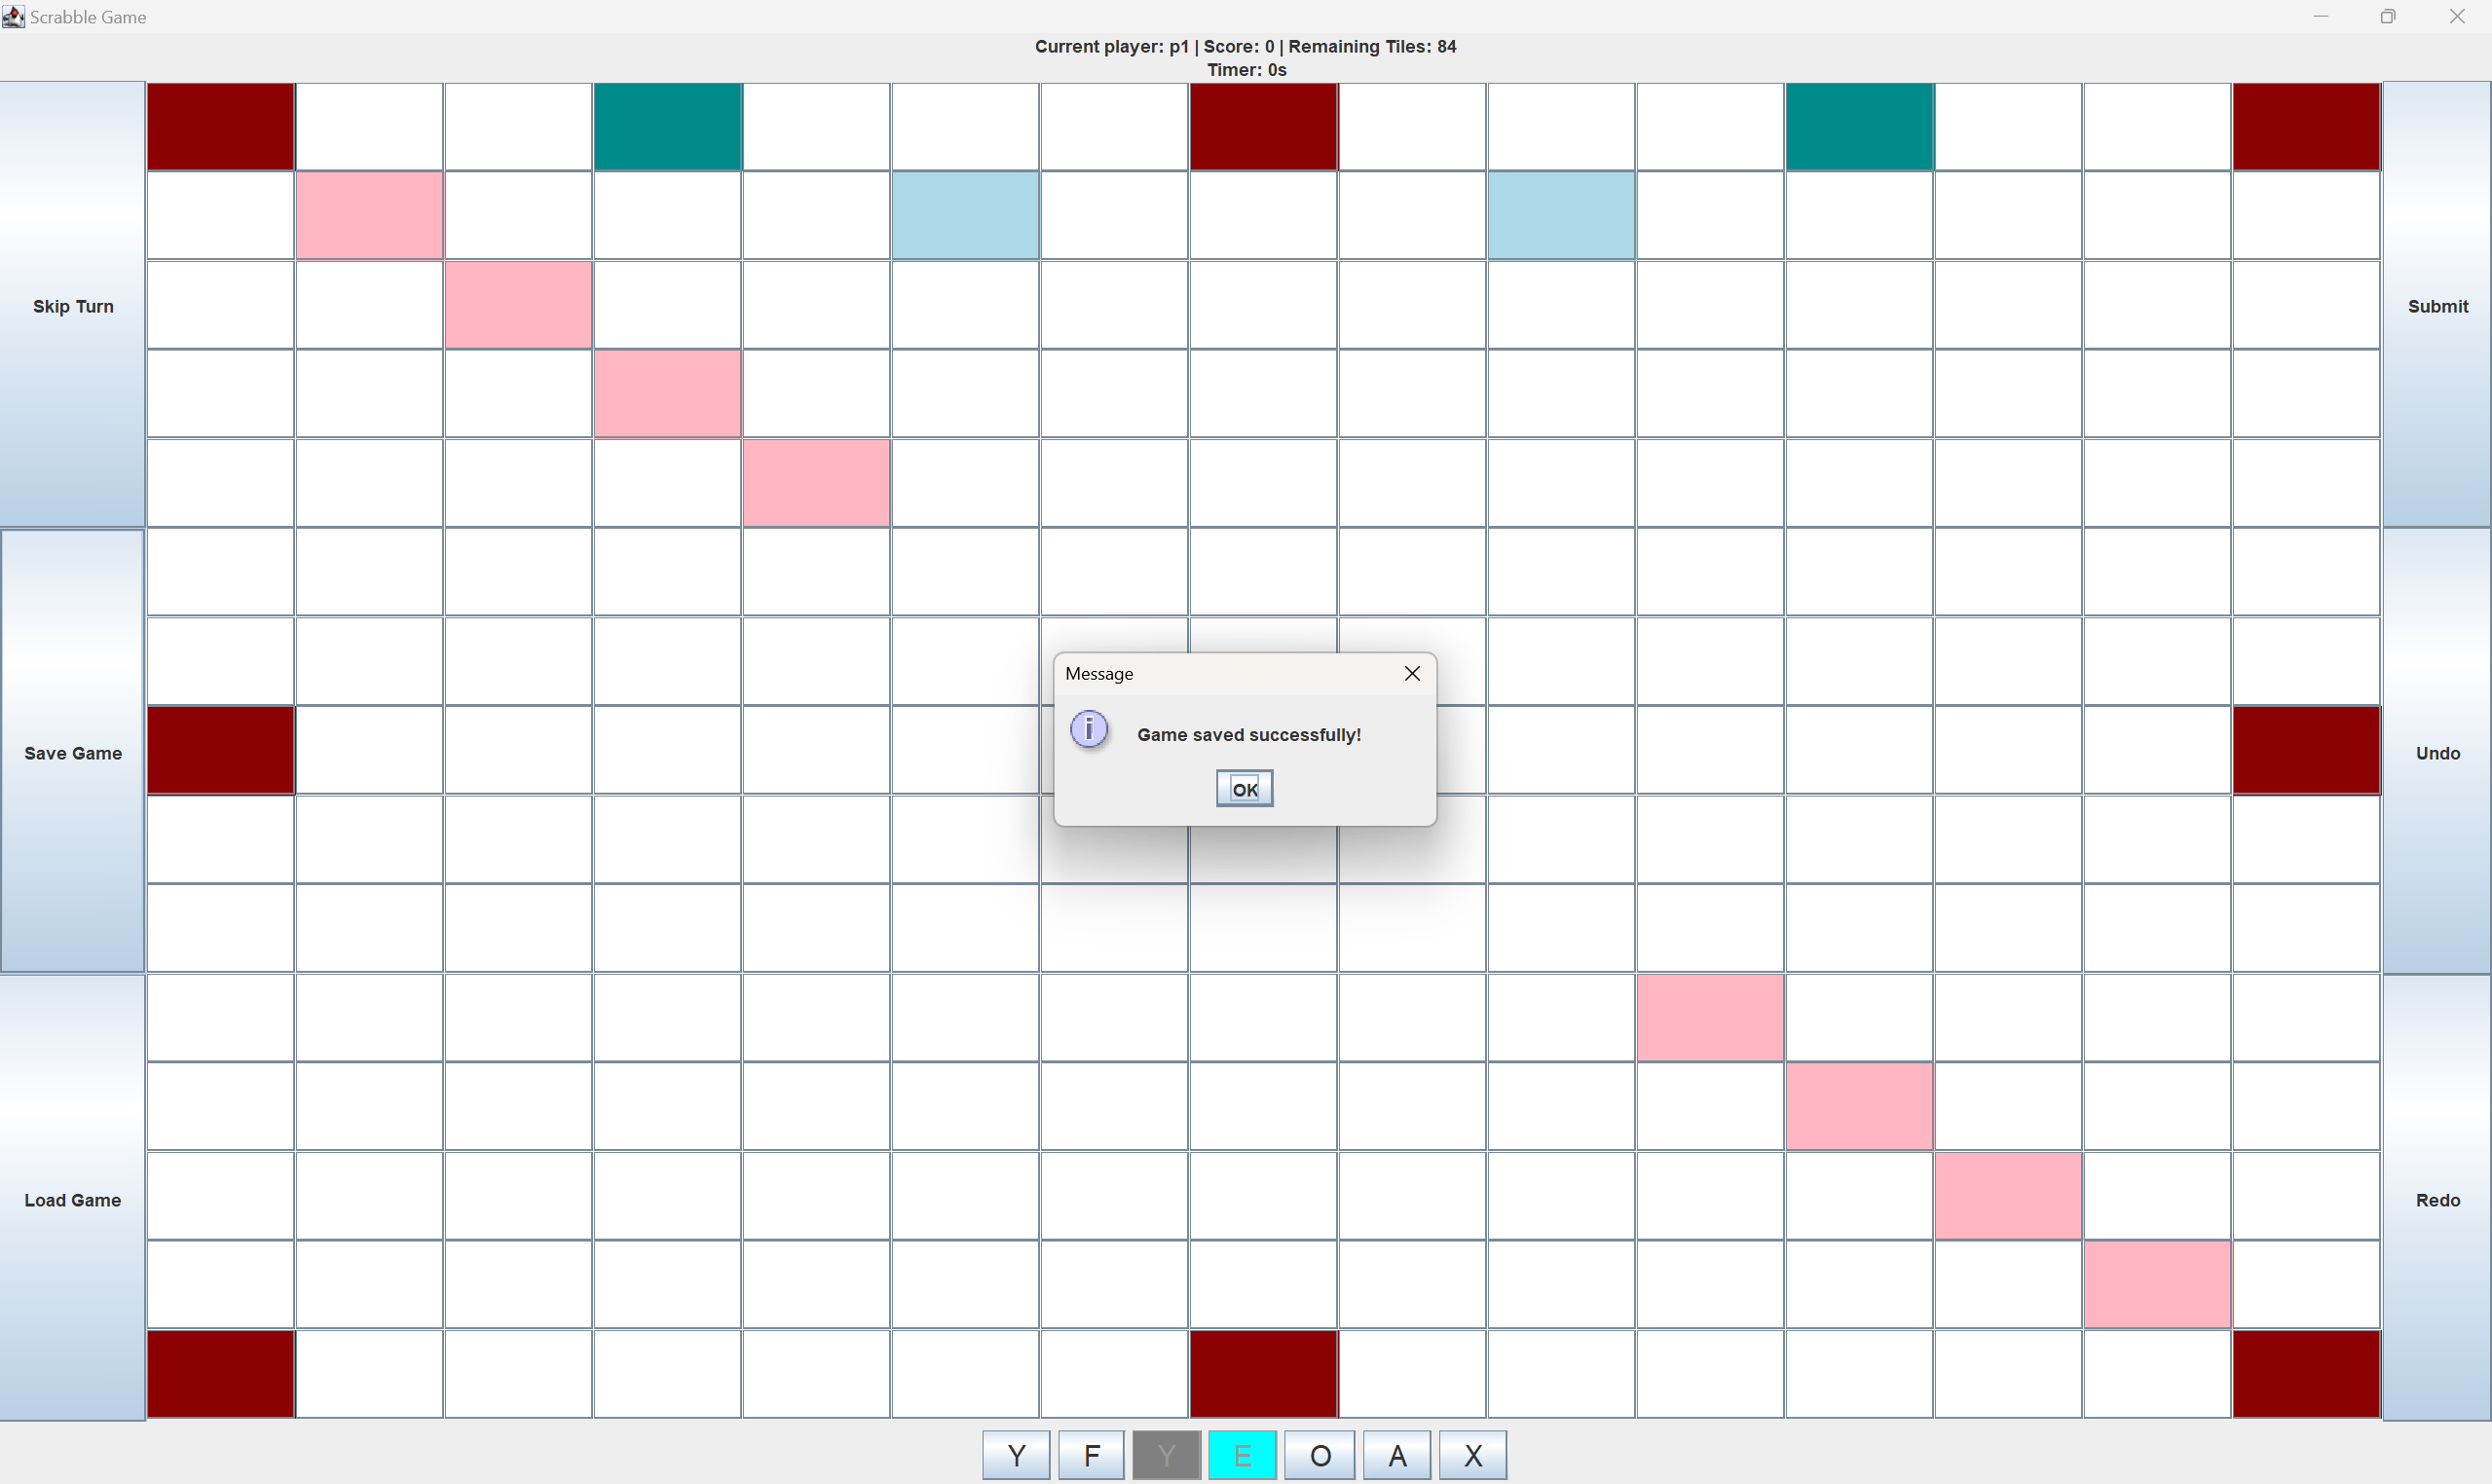 Scrabble Game
Current player: p1 | Score: 0 | Remaining Tiles: 84
Timer: 0s
Skip Turn
Submit
Message
Game saved successfully!
OK
Save Game
Undo
Load Game
Redo
Y F Y E O A X